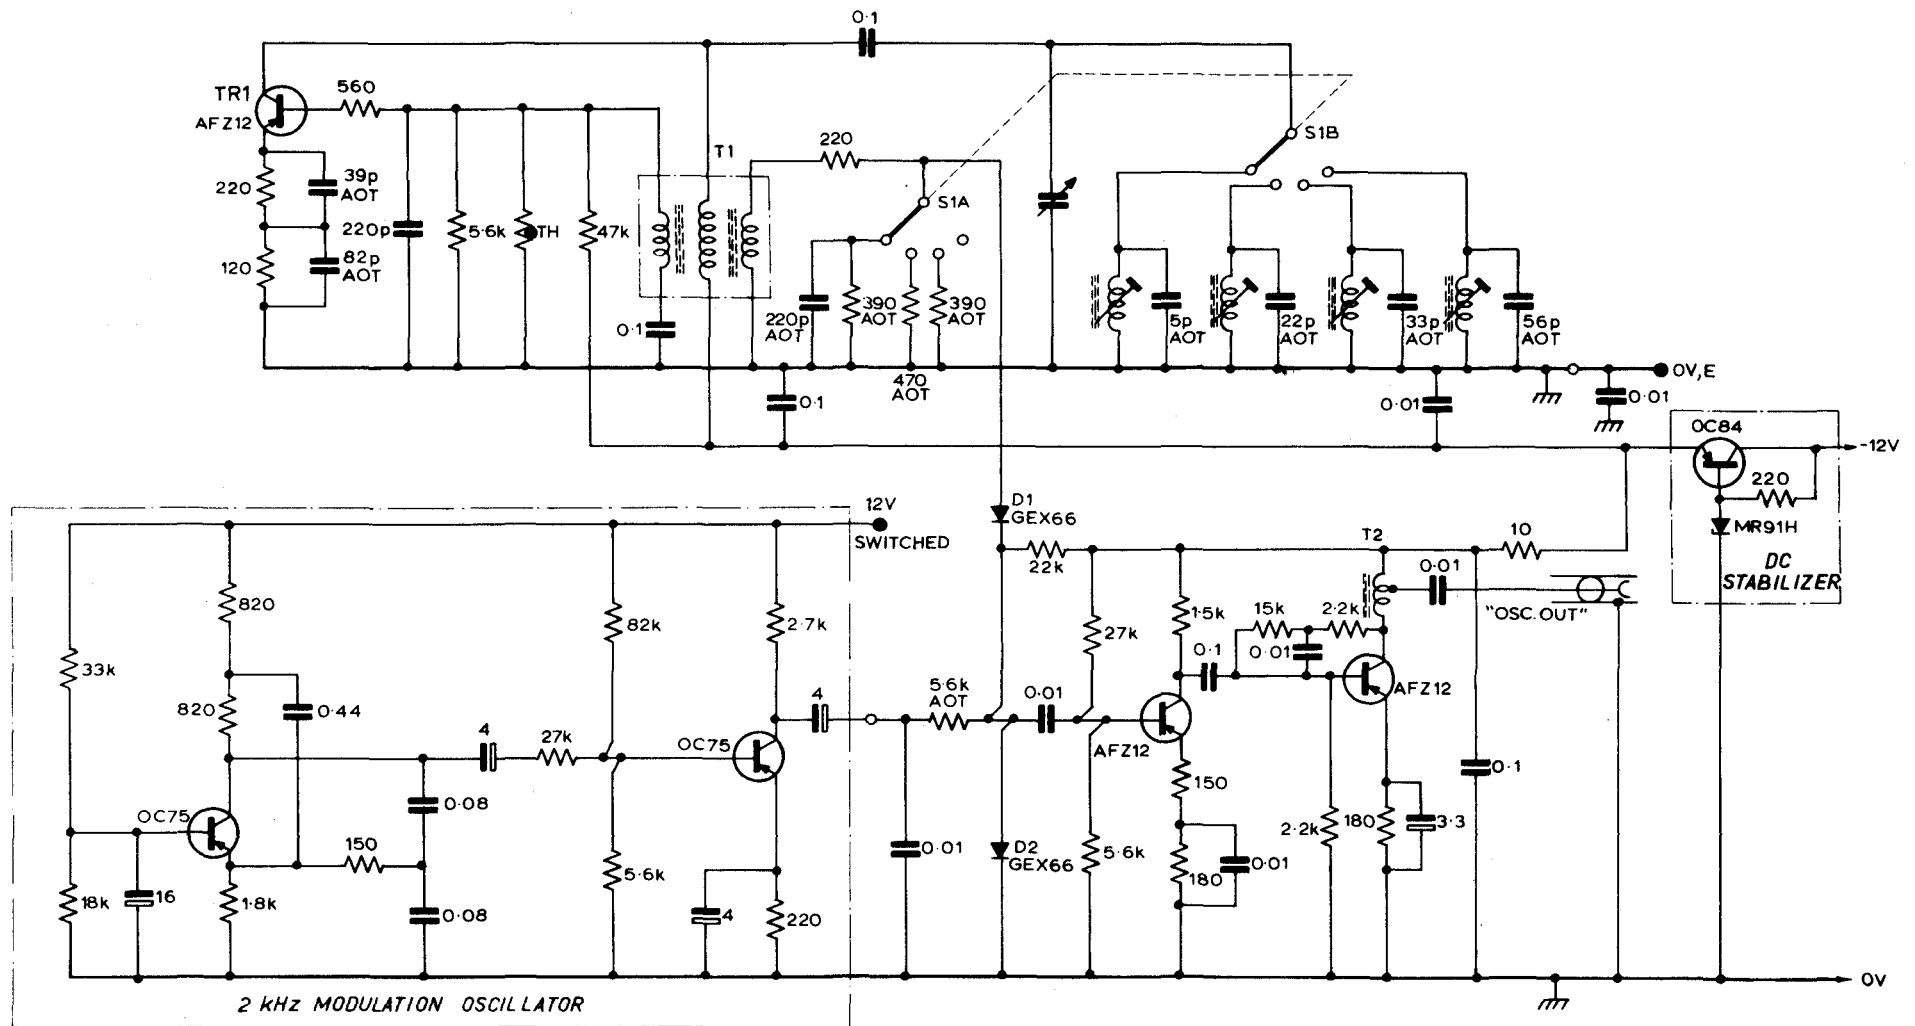 0·1
560
TR1
AFZ12
220
39p
AOT
120
82p
AOT
220p
5·6k
TH
47k
T1
0·1
220
S1A
220p
AOT
390
AOT
390
AOT
470
AOT
0·1
S1B
5p
AOT
22p
AOT
33p
AOT
56p
AOT
0V,E
0·01
0·01
OC84
-12V
220
MR91H
DC
STABILIZER
12V
SWITCHED
33k
820
820
0·44
82k
2·7k
4
27k
OC75
4
OC75
0·08
150
0·08
18k
16
1·8k
5·6k
4
220
2 kHz MODULATION OSCILLATOR
D1
GEX66
22k
5·6k
AOT
0·01
27k
AFZ12
0·01
D2
GEX66
5·6k
1·5k
0·1
150
180
0·01
15k
2·2k
0·01
T2
AFZ12
2·2k
180
3·3
0·1
10
0·01
"OSC.OUT"
0V